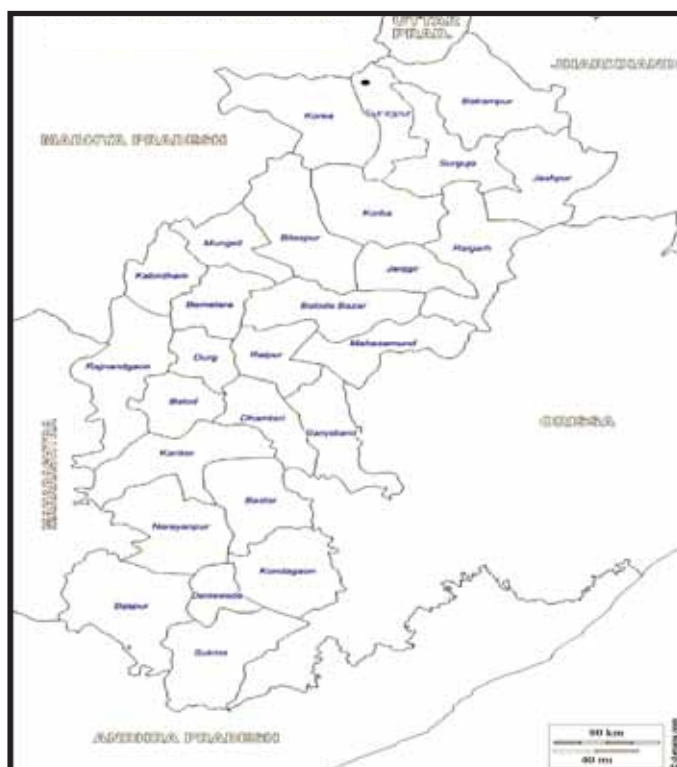 UTTAR
PRAD.
JHARKHAND
MADHYA PRADESH
Korea
Surajpur
Balrampur
Surguja
Jashpur
Korba
Raigarh
Bilaspur
Mungeli
Janjgir
Kabirdham
Bemetara
Baloda Bazar
Mahasamund
Rajnandgaon
Durg
Raipur
Balod
Dhamtari
Gariyaband
ORISSA
MAHARASHTRA
Kanker
Bastar
Narayanpur
Kondagaon
Dantewada
Bijapur
Sukma
ANDHRA PRADESH
90 km
40 mi